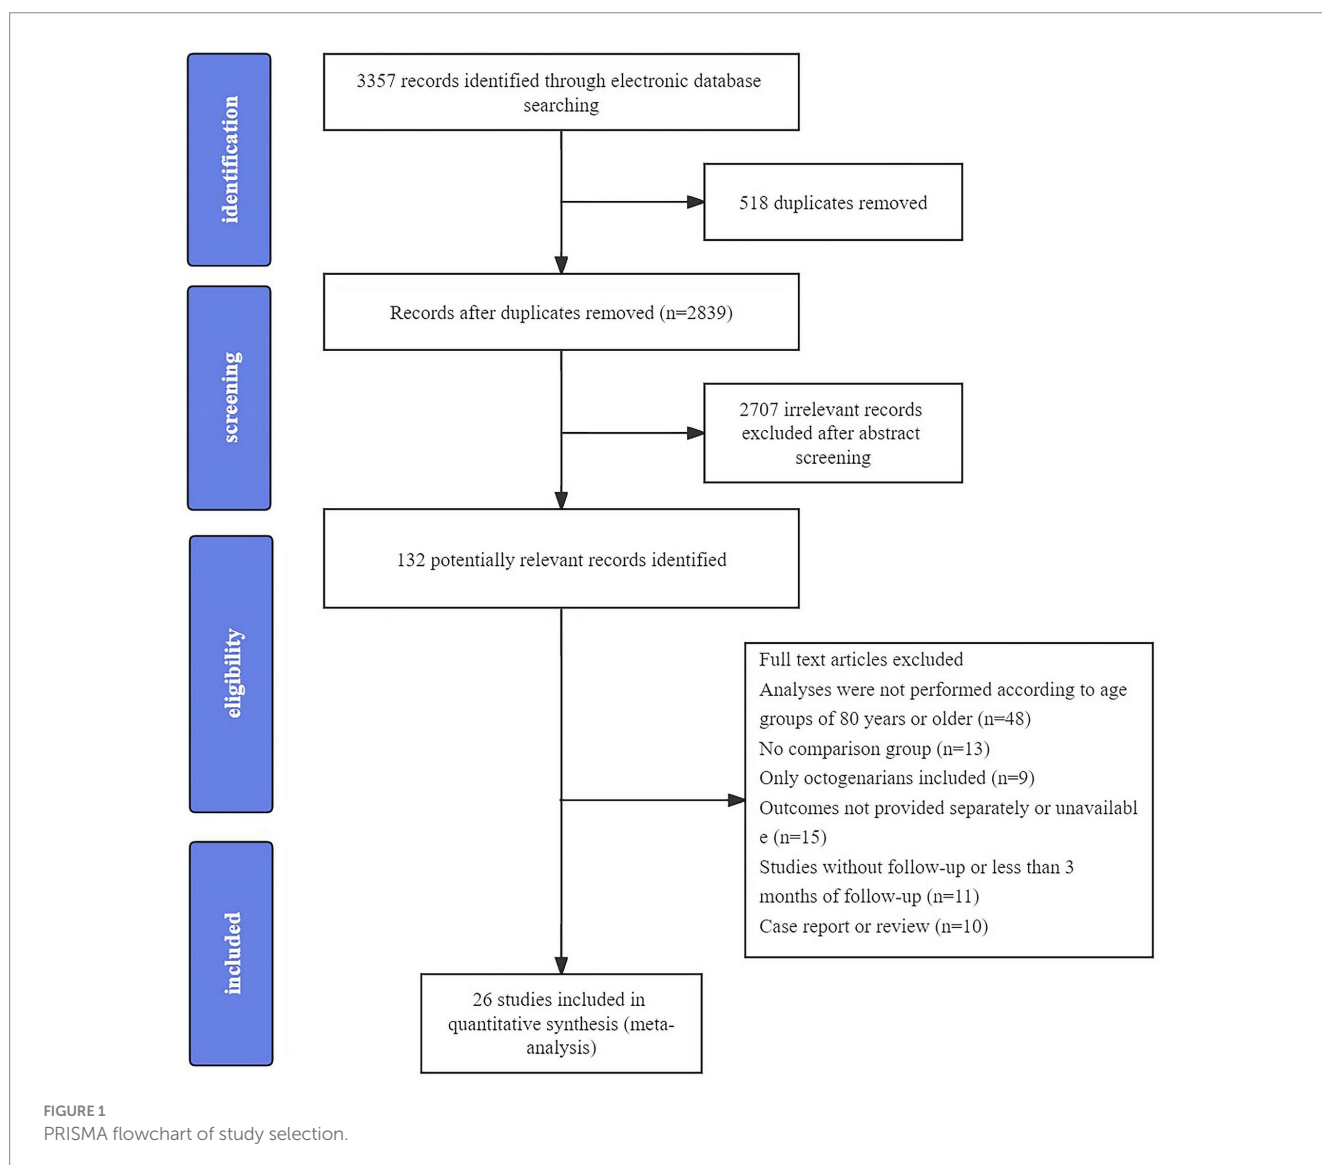 identification
3357 records identified through electronic database
searching
518 duplicates removed
screening
Records after duplicates removed (n=2839)
2707 irrelevant records
excluded after abstract
screening
eligibility
132 potentially relevant records identified
Full text articles excluded
Analyses were not performed according to age
groups of 80 years or older (n=48)
No comparison group (n=13)
Only octogenarians included (n=9)
Outcomes not provided separately or unavailabl
e (n=15)
Studies without follow-up or less than 3
months of follow-up (n=11)
Case report or review (n=10)
included
26 studies included in
quantitative synthesis (meta-
analysis)
FIGURE 1
PRISMA flowchart of study selection.